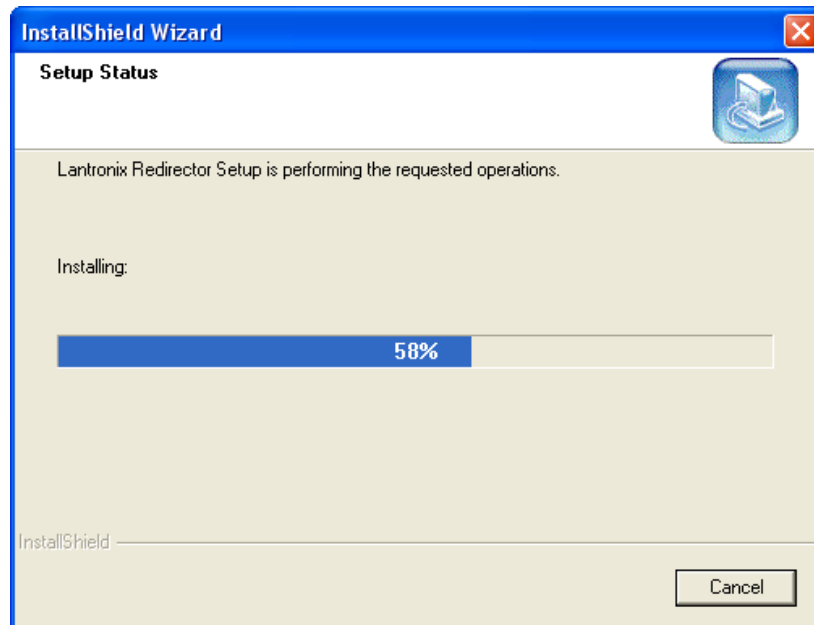 InstallShield Wizard
Setup Status
Lantronix Redirector Setup is performing the requested operations.
Installing:
58%
InstallShield
Cancel